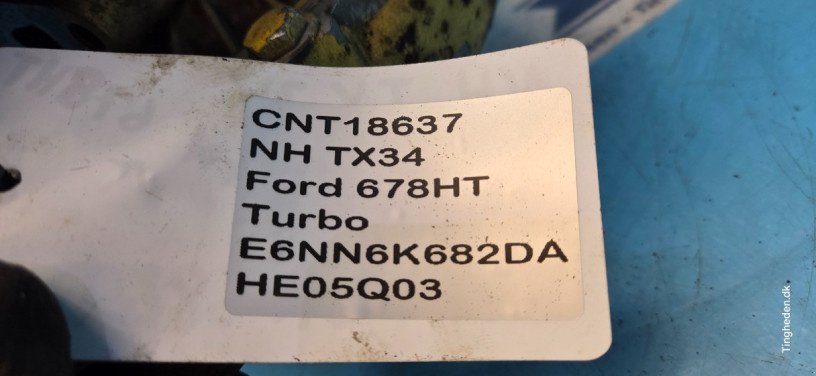 CNT18637
NH TX34
Ford 678HT
Turbo
E6NN6K682DA
HE05Q03
Tingheden.dk